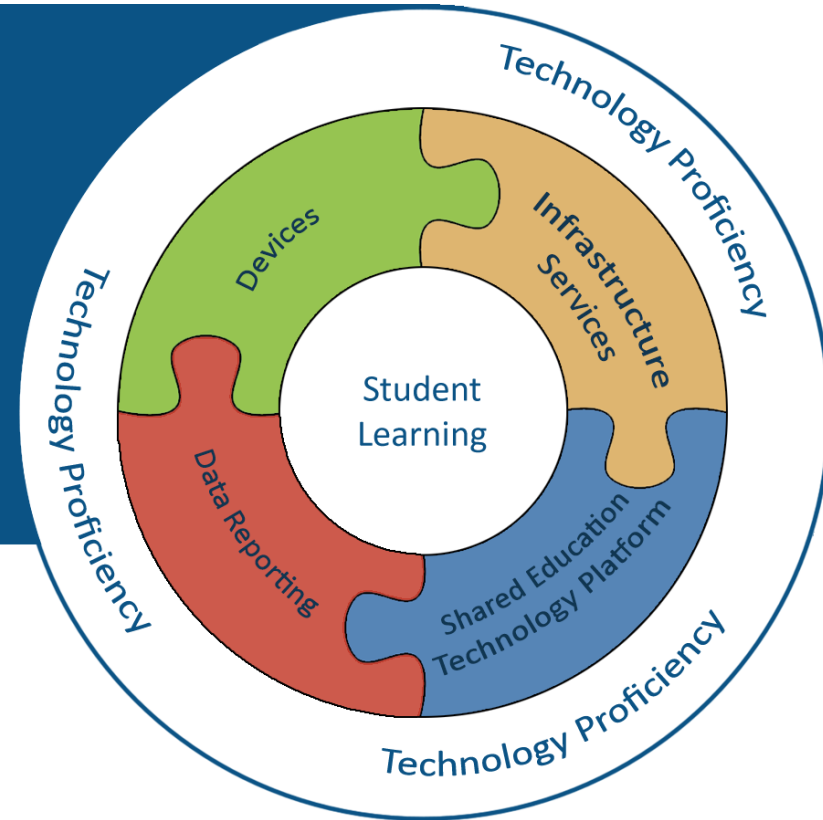 Technology Proficiency
Devices
Infrastructure
Services
Technology Proficiency
Student
Learning
Data Reporting
Shared Education
Technology Platform
Technology Proficiency